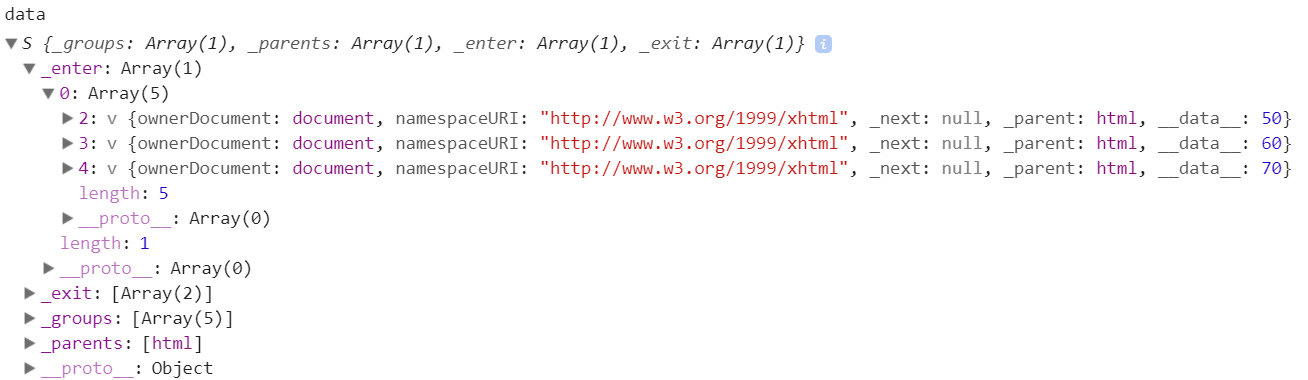 data
▼S {_groups: Array(1), _parents: Array(1), _enter: Array(1), _exit: Array(1)} i
▼_enter: Array(1)
▼0: Array(5)
▶2: v {ownerDocument: document, namespaceURI: "http://www.w3.org/1999/xhtml", _next: null, _parent: html, __data__: 50}
▶3: v {ownerDocument: document, namespaceURI: "http://www.w3.org/1999/xhtml", _next: null, _parent: html, __data__: 60}
▶4: v {ownerDocument: document, namespaceURI: "http://www.w3.org/1999/xhtml", _next: null, _parent: html, __data__: 70}
length: 5
▶__proto__: Array(0)
length: 1
▶__proto__: Array(0)
▶_exit: [Array(2)]
▶_groups: [Array(5)]
▶_parents: [html]
▶__proto__: Object